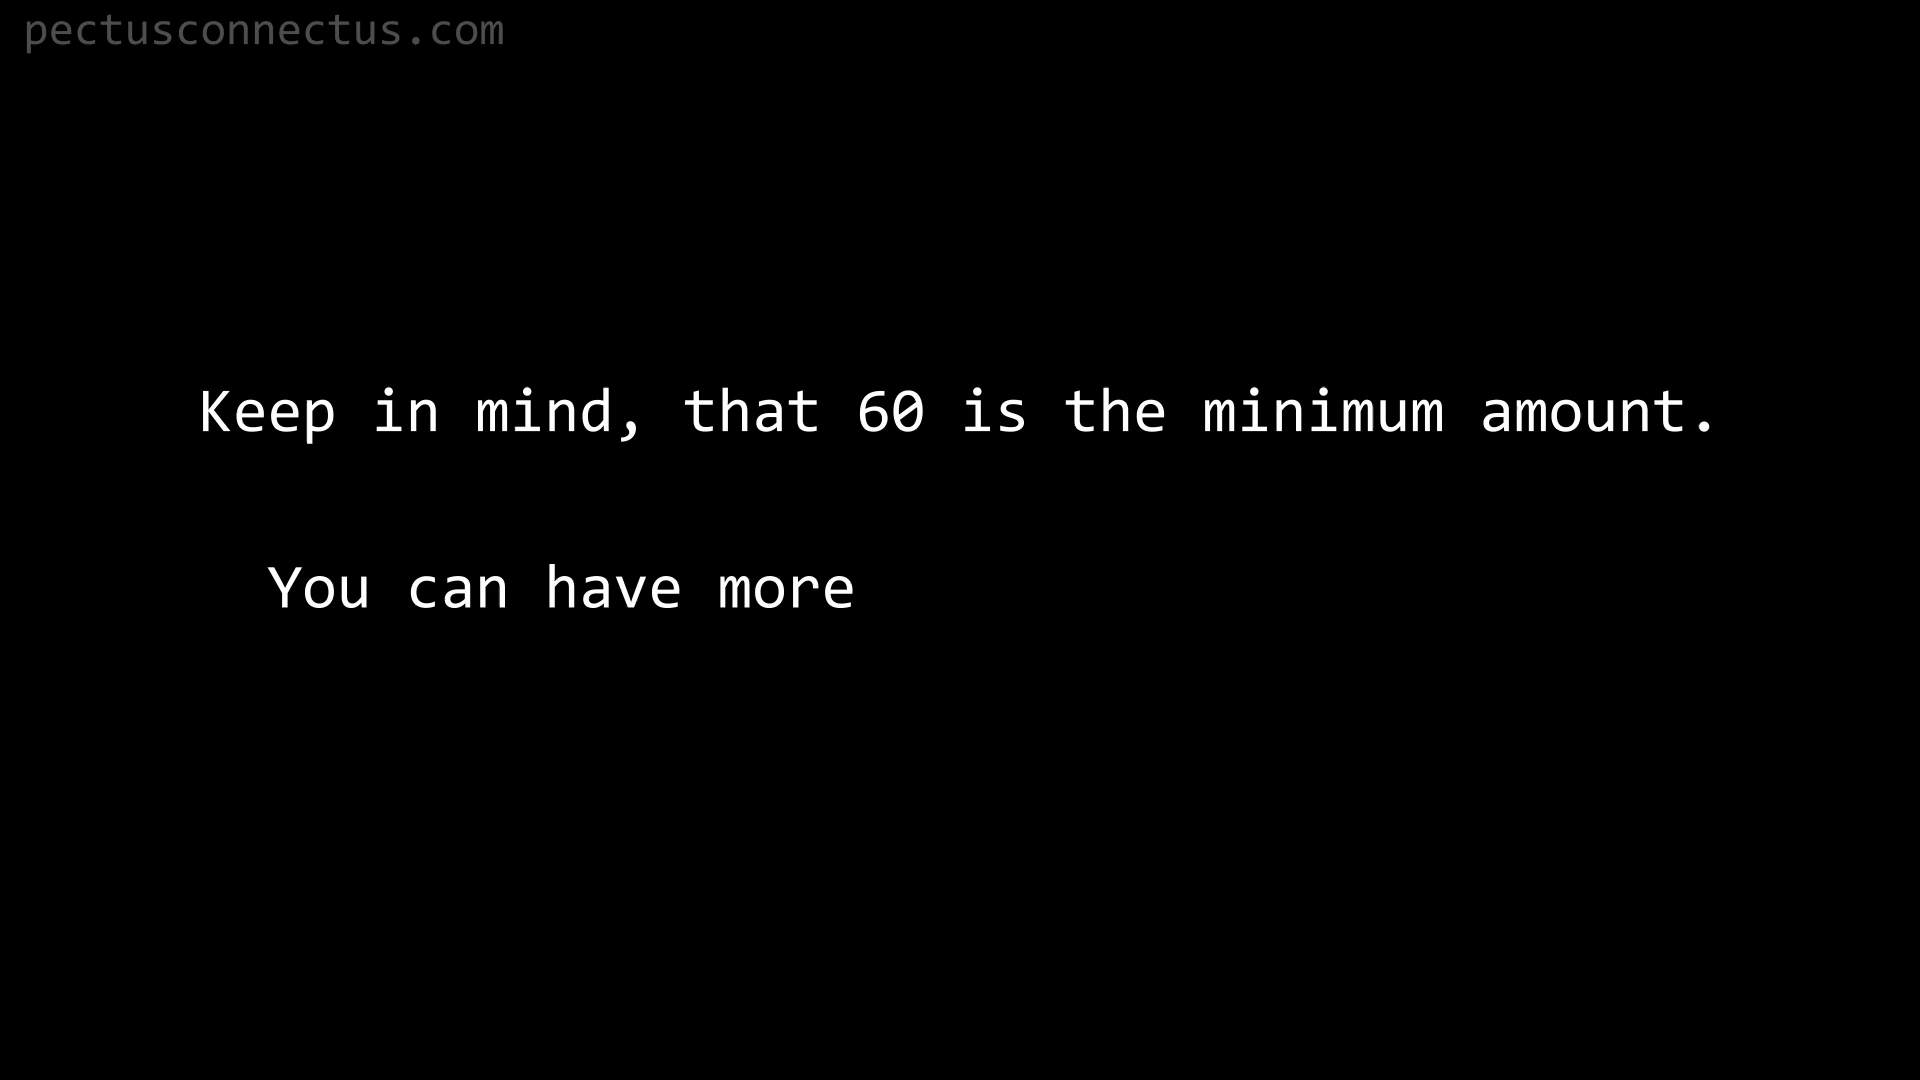 pectusconnectus.com
Keep in mind, that 60 is the minimum amount.
You can have more